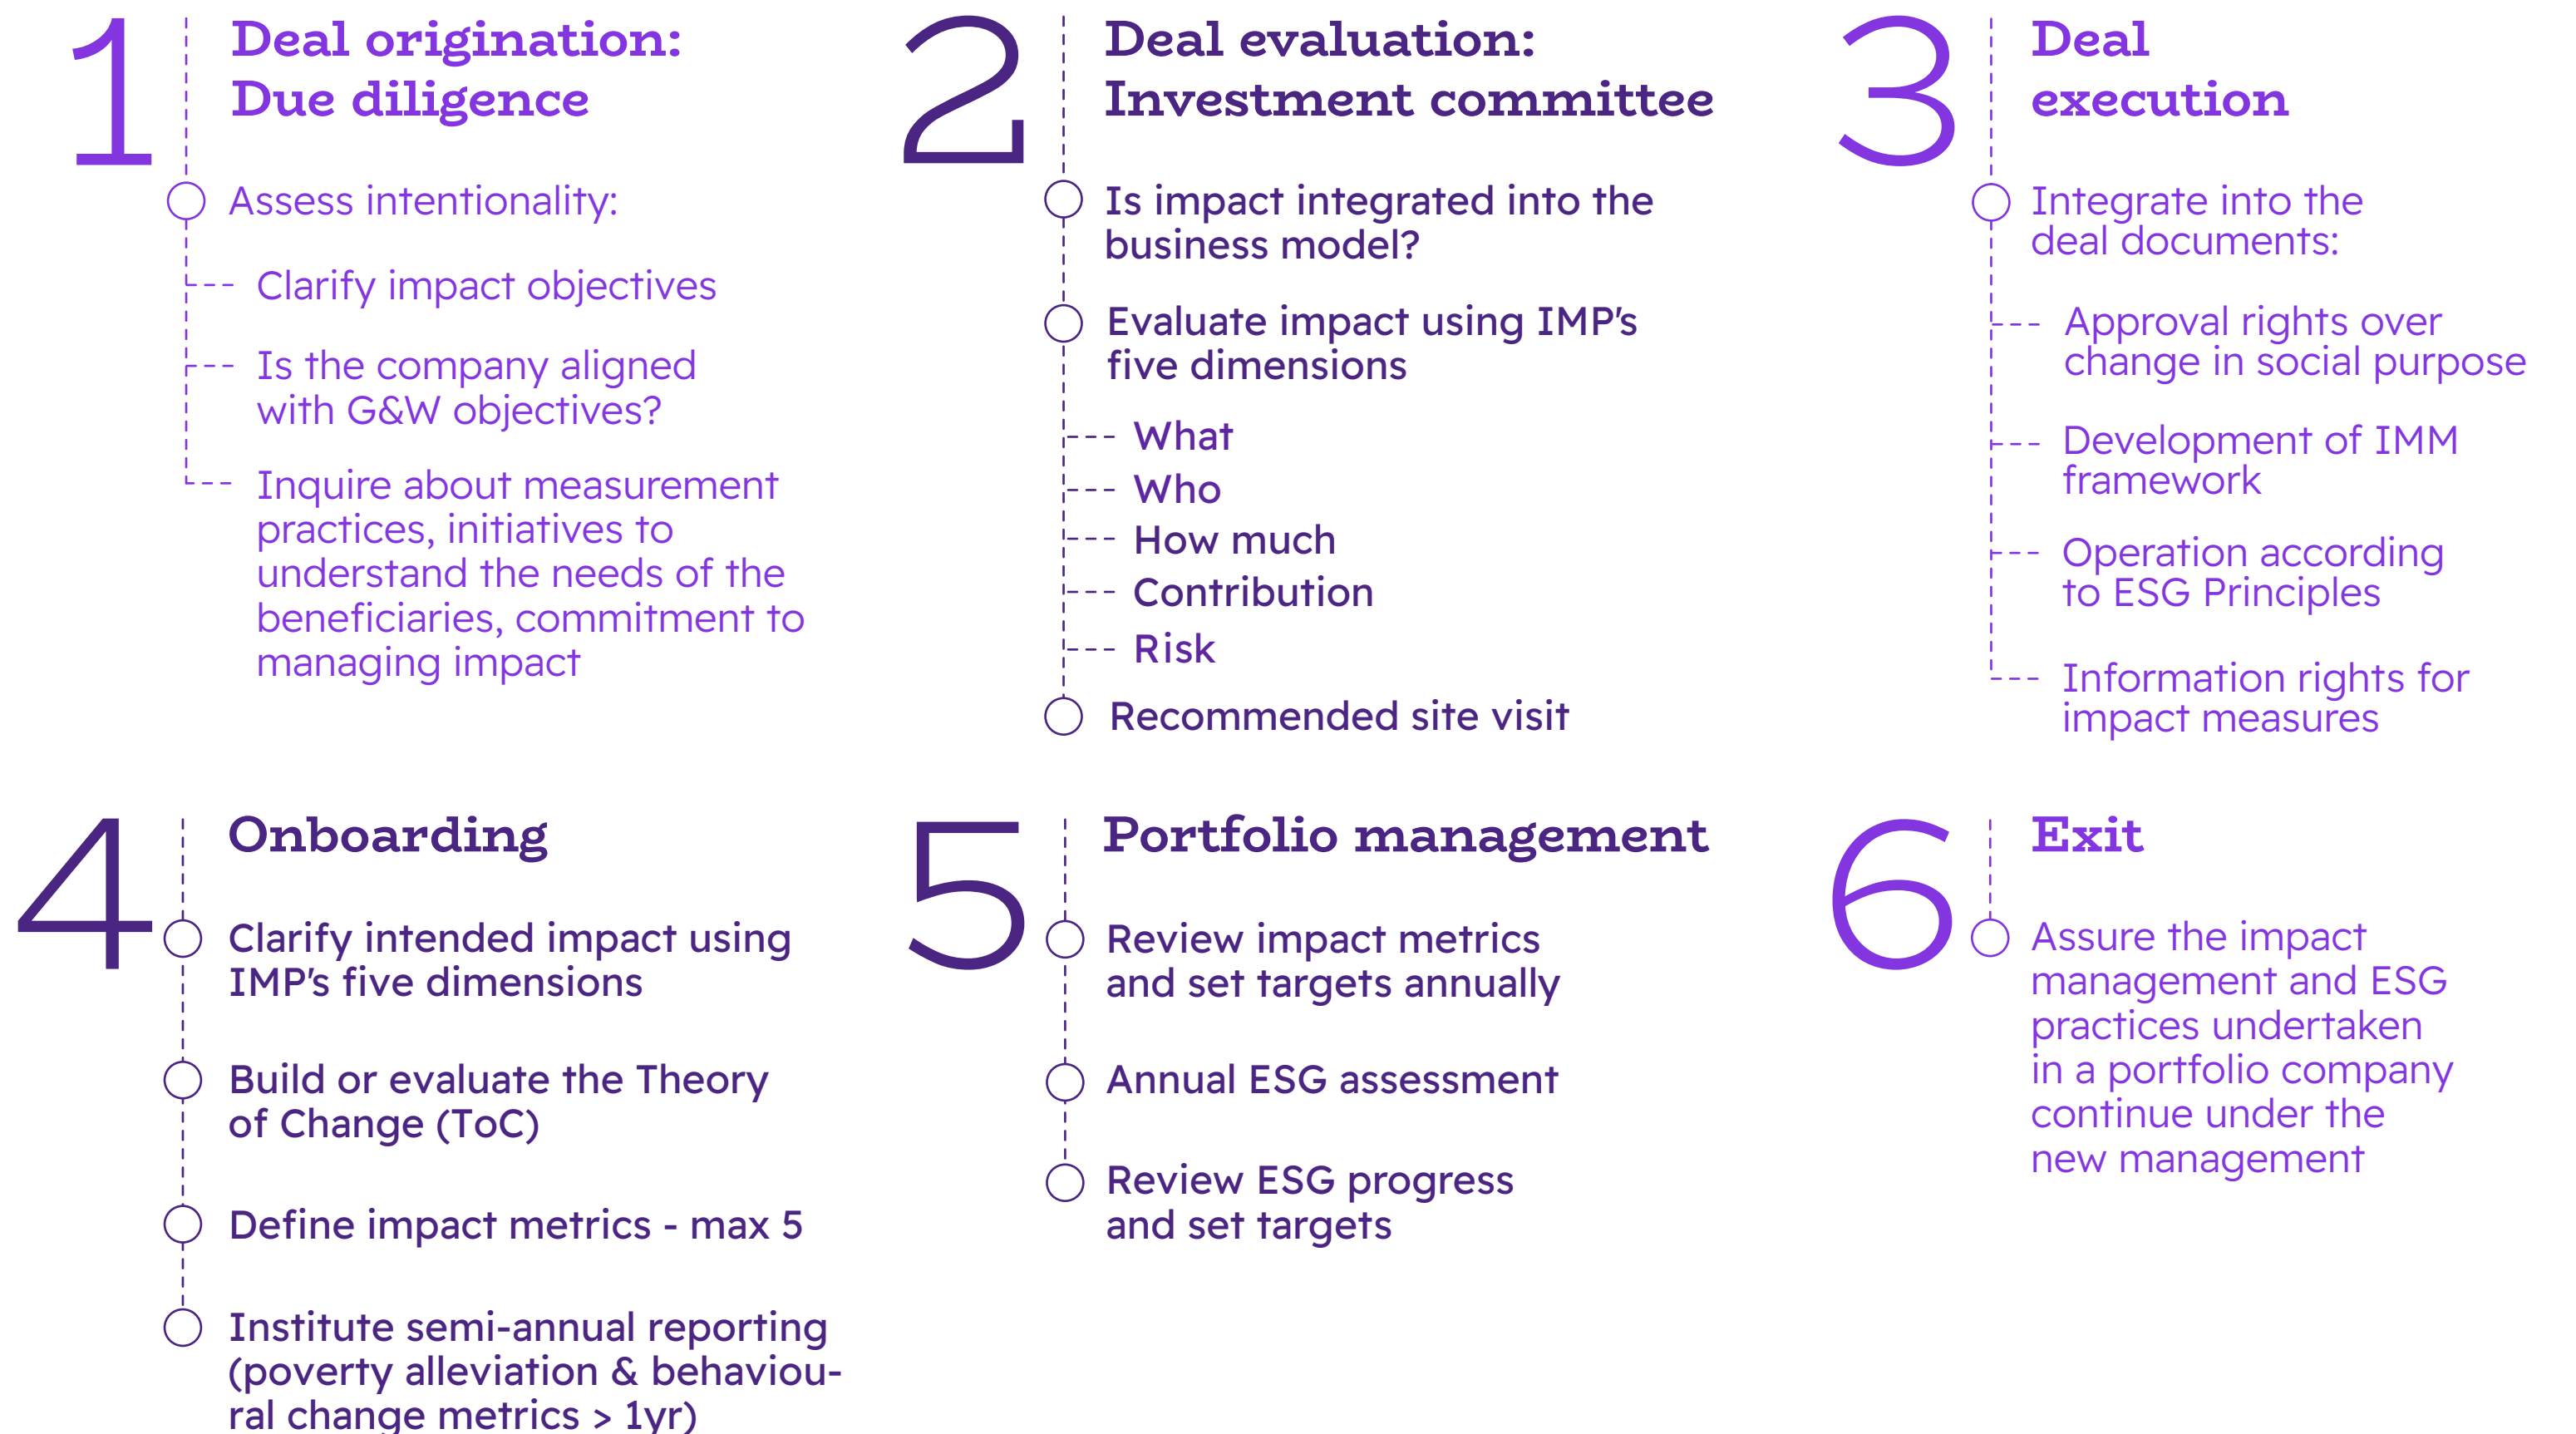 1
Deal origination:
Due diligence
Assess intentionality:
Clarify impact objectives
Is the company aligned
with G&W objectives?
Inquire about measurement
practices, initiatives to
understand the needs of the
beneficiaries, commitment to
managing impact
2
Deal evaluation:
Investment committee
Is impact integrated into the
business model?
Evaluate impact using IMP's
five dimensions
What
Who
How much
Contribution
Risk
Recommended site visit
3
Deal
execution
Integrate into the
deal documents:
Approval rights over
change in social purpose
Development of IMM
framework
Operation according
to ESG Principles
Information rights for
impact measures
4
Onboarding
Clarify intended impact using
IMP's five dimensions
Build or evaluate the Theory
of Change (ToC)
Define impact metrics - max 5
Institute semi-annual reporting
(poverty alleviation & behaviou-
ral change metrics > 1yr)
5
Portfolio management
Review impact metrics
and set targets annually
Annual ESG assessment
Review ESG progress
and set targets
6
Exit
Assure the impact
management and ESG
practices undertaken
in a portfolio company
continue under the
new management